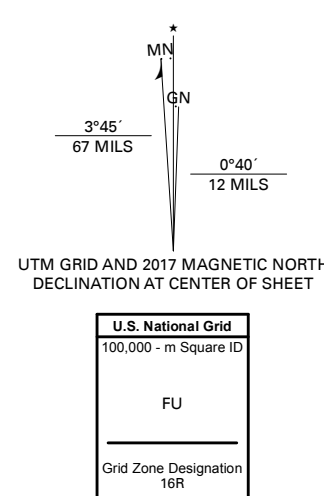 ★
MN
GN
3°45´
67 MILS
0°40´
12 MILS
UTM GRID AND 2017 MAGNETIC NORTH
DECLINATION AT CENTER OF SHEET
U.S. National Grid
100,000 - m Square ID
FU
Grid Zone Designation
16R